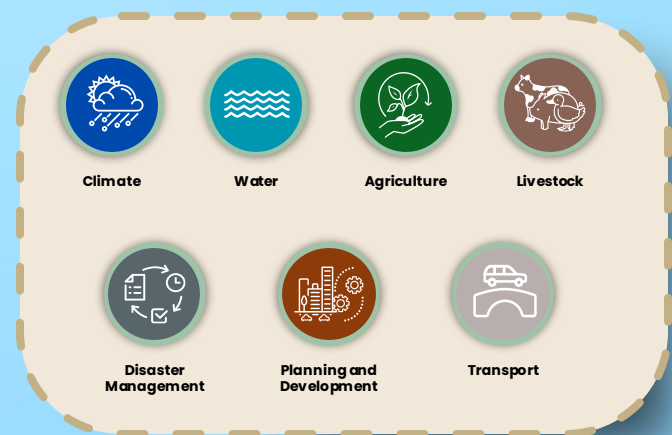 Climate
Water
Agriculture
Livestock
Disaster
Management
Planning and
Development
Transport